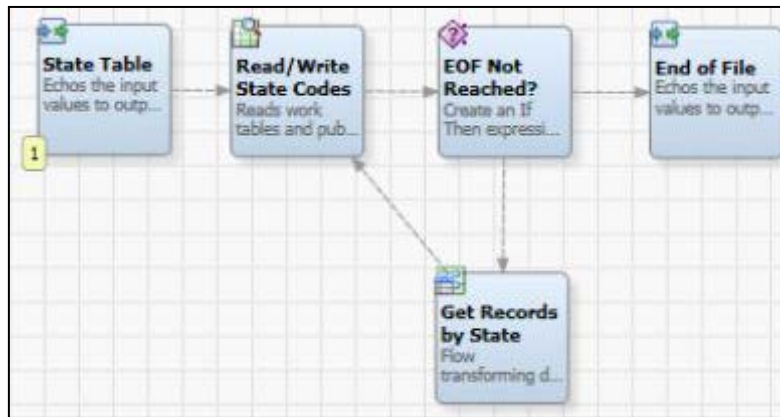 State Table
Echos the input
values to outp...
1
Read/Write
State Codes
Reads work
tables and pub...
EOF Not
Reached?
Create an If
Then expressi...
End of File
Echos the input
values to outp...
Get Records
by State
Flow
transforming d...